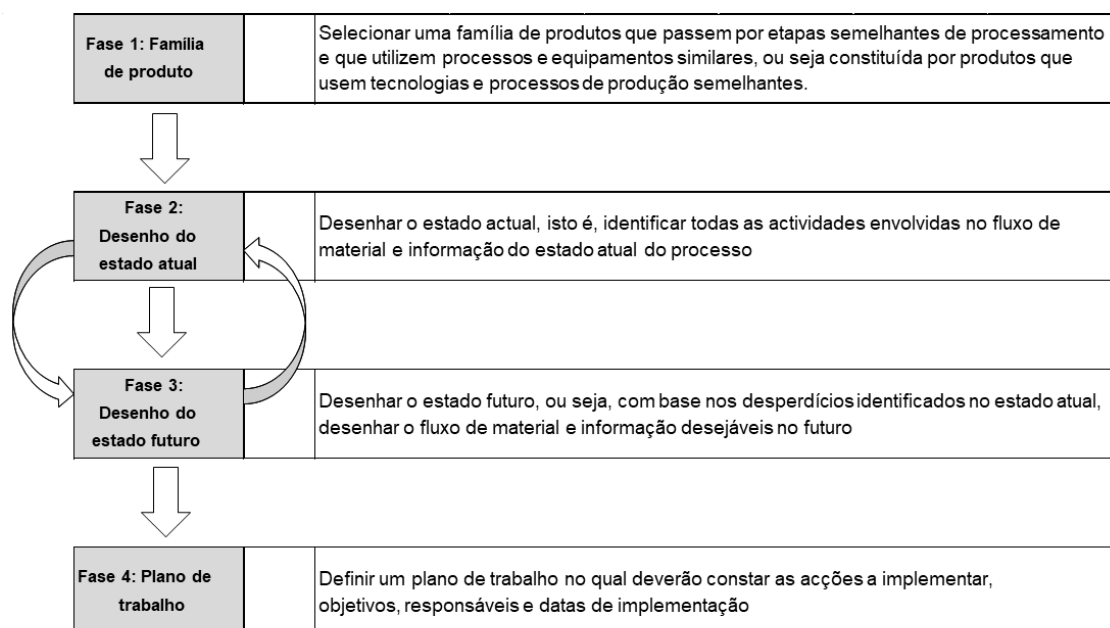 Fase 1: Família
de produto
Selecionar uma família de produtos que passem por etapas semelhantes de processamento
e que utilizem processos e equipamentos similares, ou seja constituída por produtos que
usem tecnologias e processos de produção semelhantes.
Fase 2:
Desenho do
estado atual
Desenhar o estado actual, isto é, identificar todas as actividades envolvidas no fluxo de
material e informação do estado atual do processo
Fase 3:
Desenho do
estado futuro
Desenhar o estado futuro, ou seja, com base nos desperdícios identificados no estado atual,
desenhar o fluxo de material e informação desejáveis no futuro
Fase 4: Plano de
trabalho
Definir um plano de trabalho no qual deverão constar as acções a implementar,
objetivos, responsáveis e datas de implementação